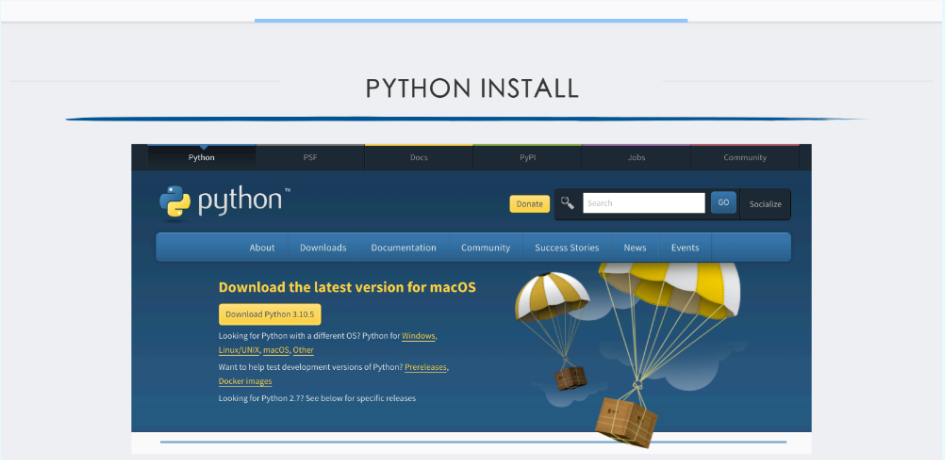 PYTHON INSTALL
Python PSF Docs PyPI Jobs Community
python™
Donate Search GO Socialize
About Downloads Documentation Community Success Stories News Events
Download the latest version for macOS
Download Python 3.10.5
Looking for Python with a different OS? Python for Windows,
Linux/UNIX, macOS, Other
Want to help test development versions of Python? Prereleases,
Docker images
Looking for Python 2.7? See below for specific releases